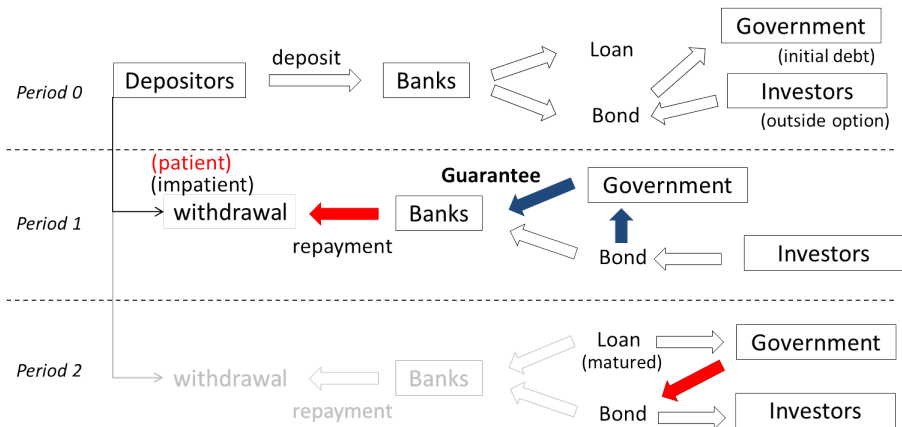 Government
deposit
Loan
(initial debt)
Depositors
Banks
Period 0
Investors
Bond
(outside option)
(patient)
Guarantee
(impatient)
Government
withdrawal
Banks
Period 1
repayment
Bond
Investors
Loan
Government
(matured)
Period 2
withdrawal
Banks
repayment
Bond
Investors